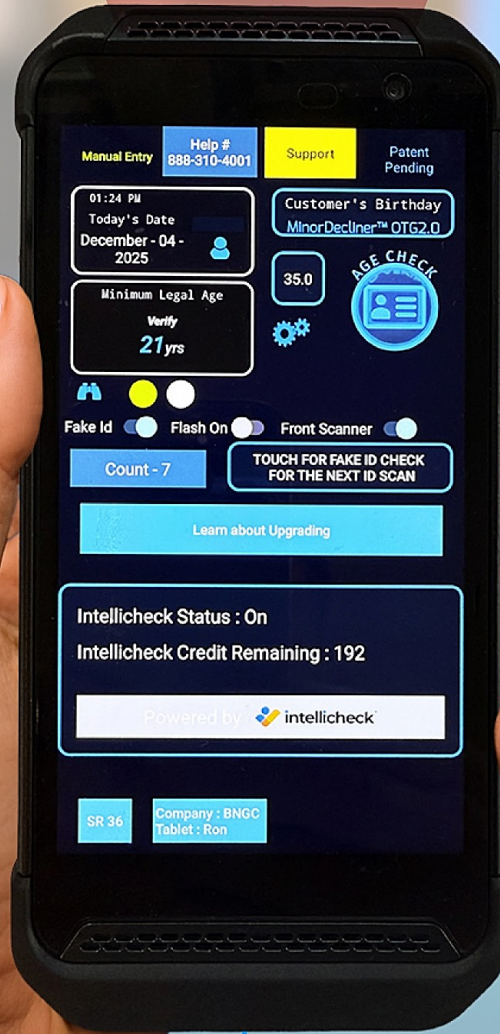 Manual Entry
Help #
888-310-4001
Support
Patent
Pending
01:24 PM
Today's Date
December - 04 -
2025
Customer's Birthday
MinorDecliner™ OTG2.0
35.0
AGE CHECK
Minimum Legal Age
Verify
21 yrs
Fake Id
Flash On
Front Scanner
Count - 7
TOUCH FOR FAKE ID CHECK
FOR THE NEXT ID SCAN
Learn about Upgrading
Intellicheck Status : On
Intellicheck Credit Remaining : 192
Powered by intellicheck
SR 36
Company : BNGC
Tablet : Ron